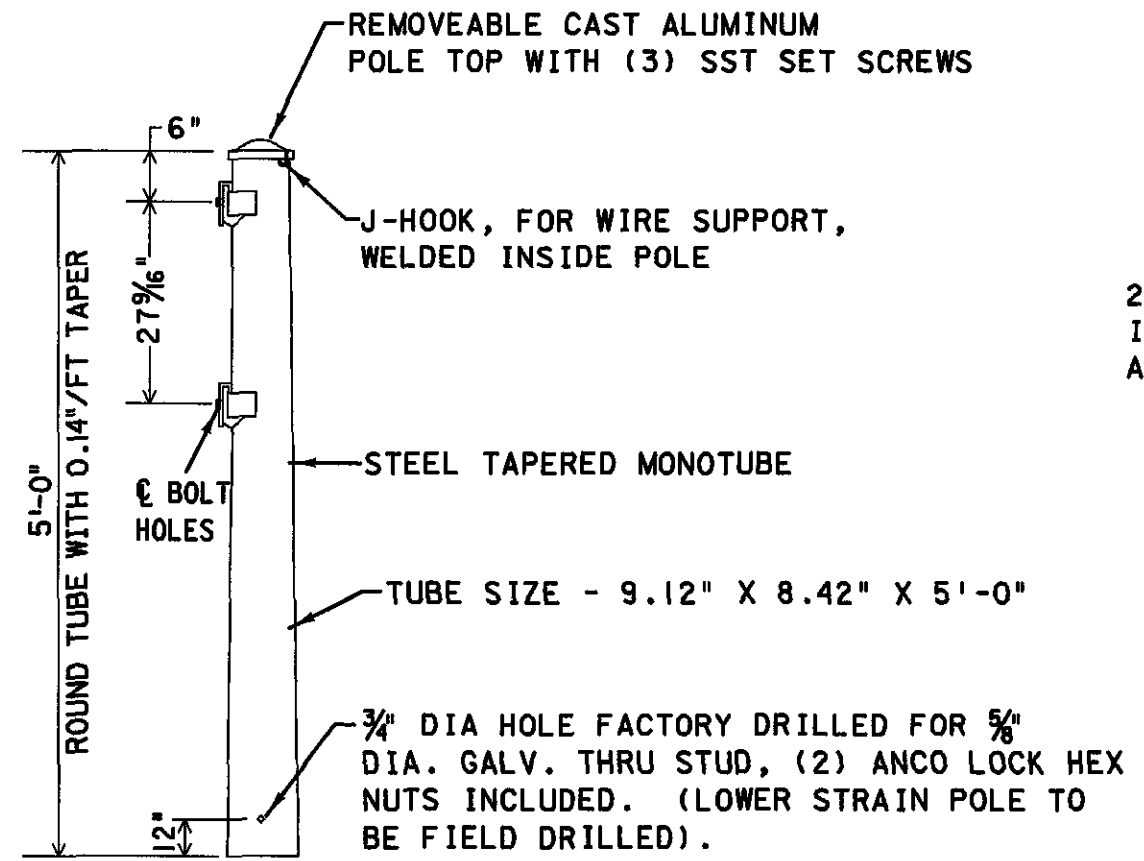 REMOVEABLE CAST ALUMINUM
POLE TOP WITH (3) SST SET SCREWS
6"
J-HOOK, FOR WIRE SUPPORT,
WELDED INSIDE POLE
27 9/16"
2
I
A
5'-0"
ROUND TUBE WITH 0.14"/FT TAPER
STEEL TAPERED MONOTUBE
℄ BOLT
HOLES
TUBE SIZE - 9.12" X 8.42" X 5'-0"
3/4" DIA HOLE FACTORY DRILLED FOR 5/8"
DIA. GALV. THRU STUD, (2) ANCO LOCK HEX
NUTS INCLUDED. (LOWER STRAIN POLE TO
BE FIELD DRILLED).
12"